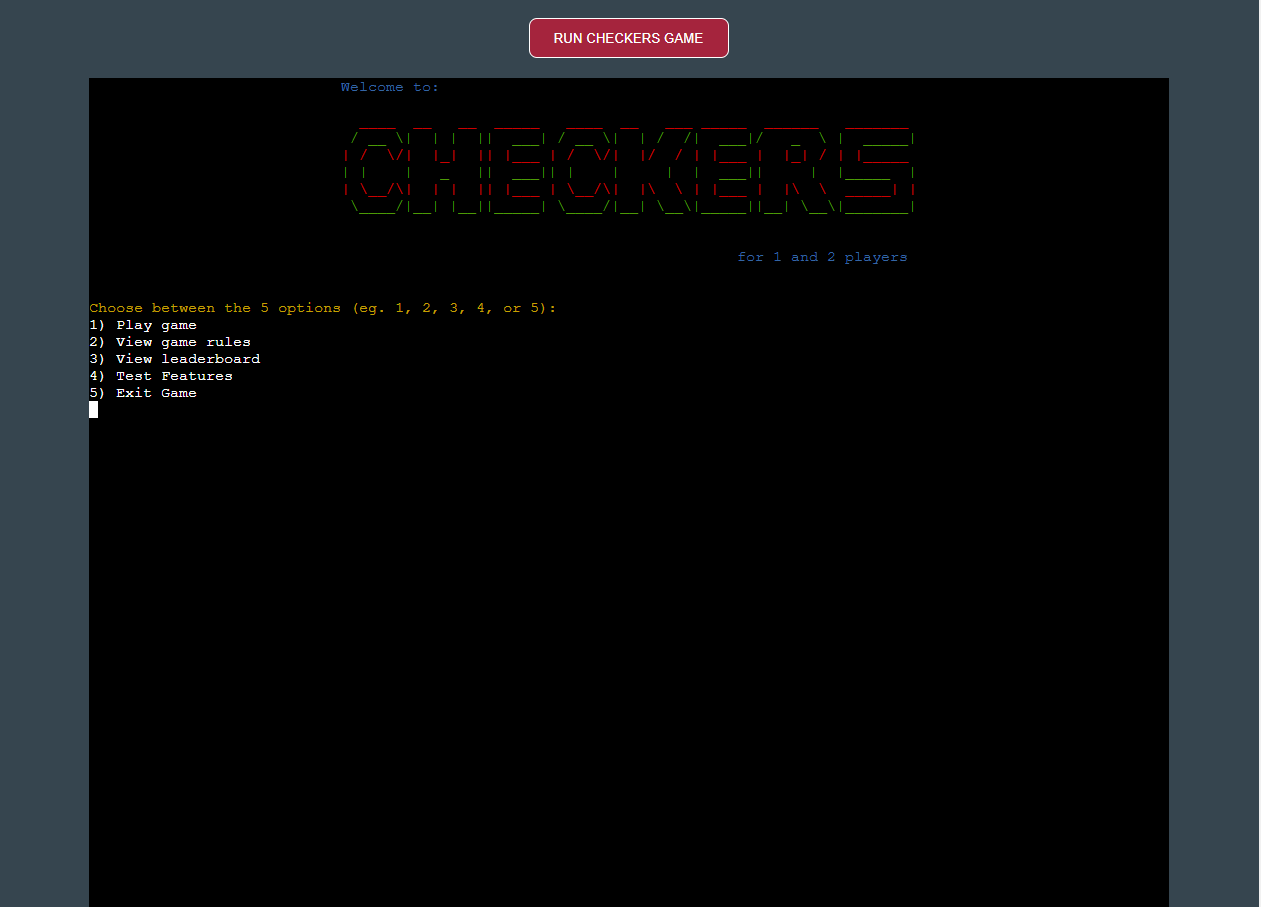 RUN CHECKERS GAME
Welcome to:
CHECKERS
for 1 and 2 players
Choose between the 5 options (eg. 1, 2, 3, 4, or 5):
1) Play game
2) View game rules
3) View leaderboard
4) Test Features
5) Exit Game